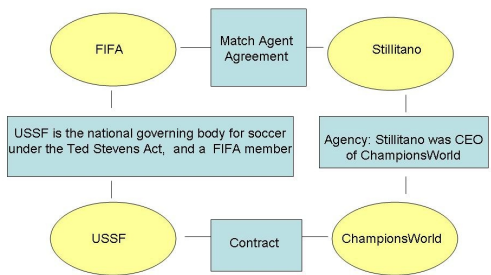 FIFA
Match Agent
Agreement
Stillitano
USSF is the national governing body for soccer
under the Ted Stevens Act, and a FIFA member
Agency: Stillitano was CEO
of ChampionsWorld
USSF
Contract
ChampionsWorld